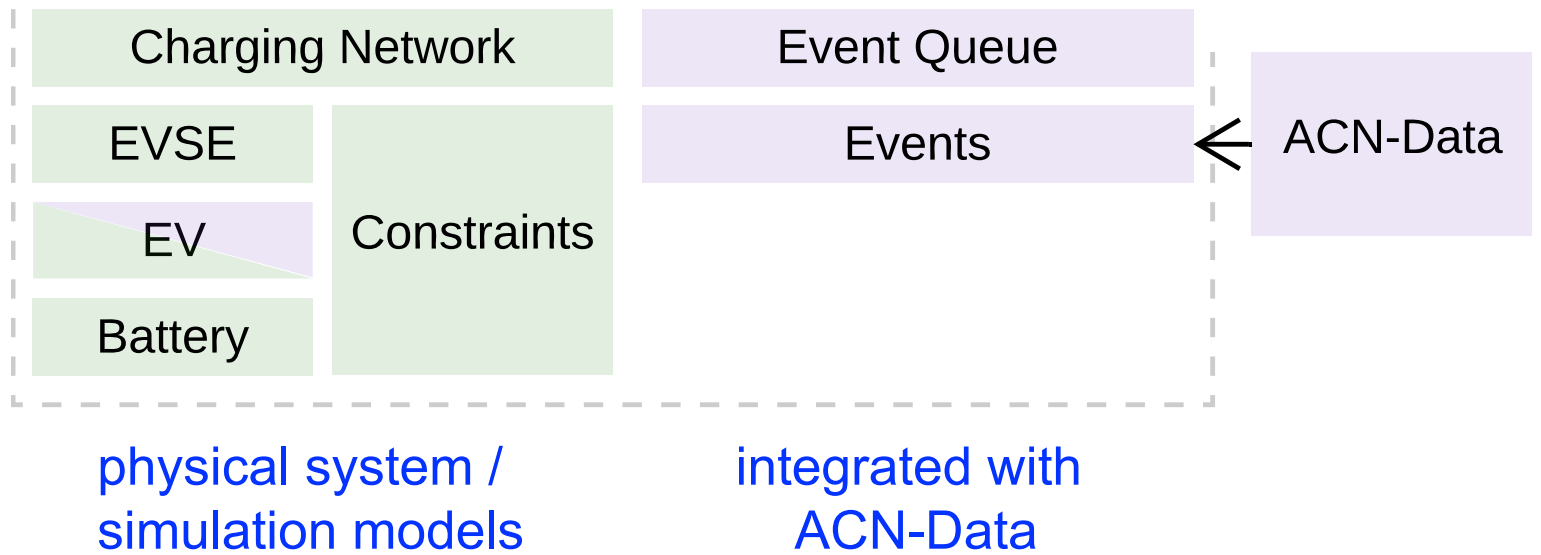 Charging Network
Event Queue
EVSE
Events
ACN-Data
EV
Constraints
Battery
physical system /
simulation models
integrated with
ACN-Data